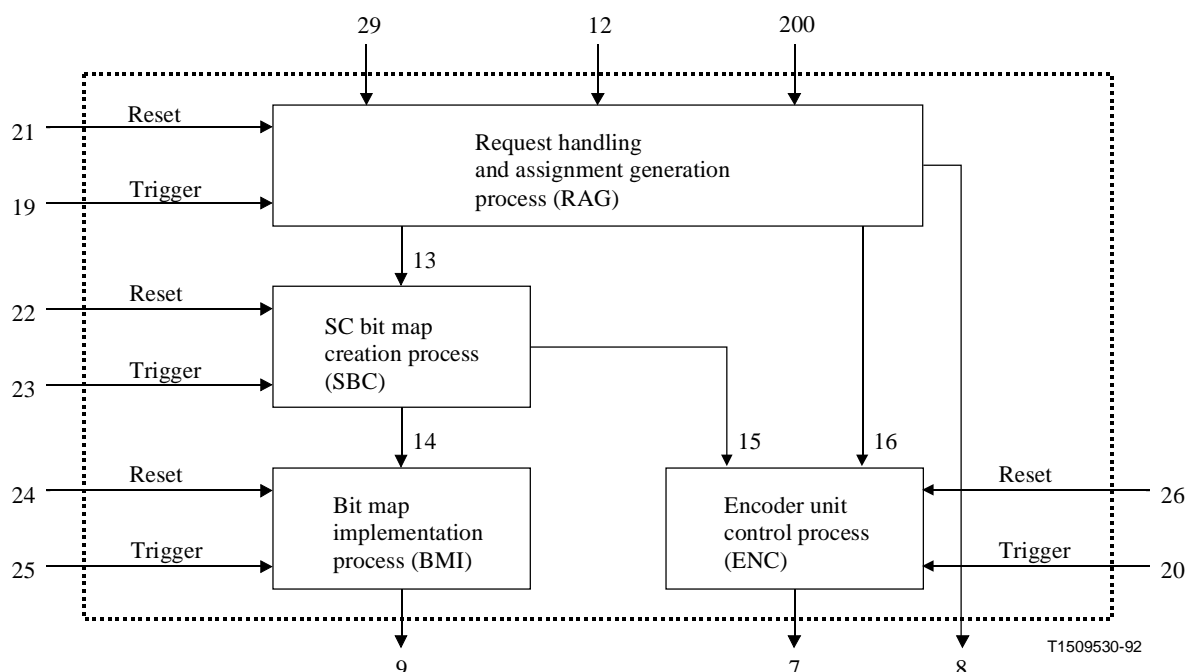 29
12
200
21
Reset
Request handling
and assignment generation
process (RAG)
19
Trigger
13
22
Reset
SC bit map
creation process
(SBC)
23
Trigger
14
15
16
24
Reset
Bit map
implementation
process (BMI)
Encoder unit
control process
(ENC)
Reset
26
25
Trigger
Trigger
20
9
7
8
T1509530-92